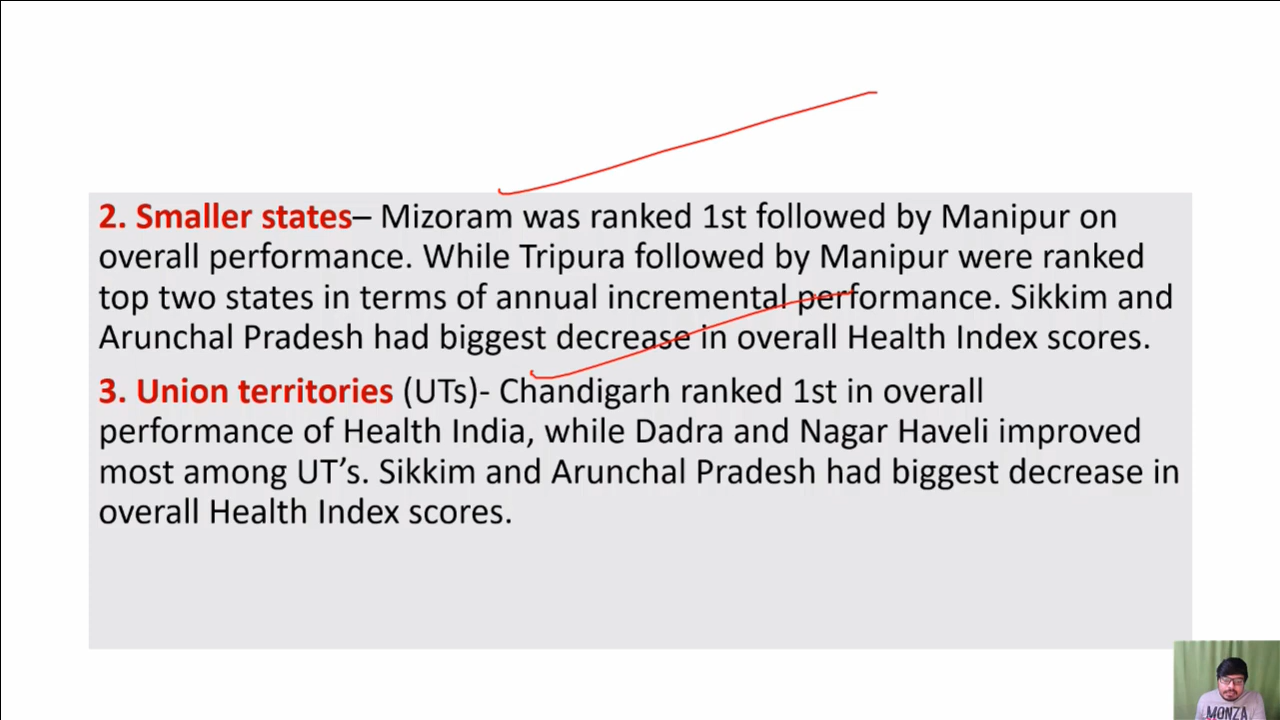 2. Smaller states– Mizoram was ranked 1st followed by Manipur on
overall performance. While Tripura followed by Manipur were ranked
top two states in terms of annual incremental performance. Sikkim and
Arunchal Pradesh had biggest decrease in overall Health Index scores.
3. Union territories (UTs)- Chandigarh ranked 1st in overall
performance of Health India, while Dadra and Nagar Haveli improved
most among UT’s. Sikkim and Arunchal Pradesh had biggest decrease in
overall Health Index scores.
MONZA